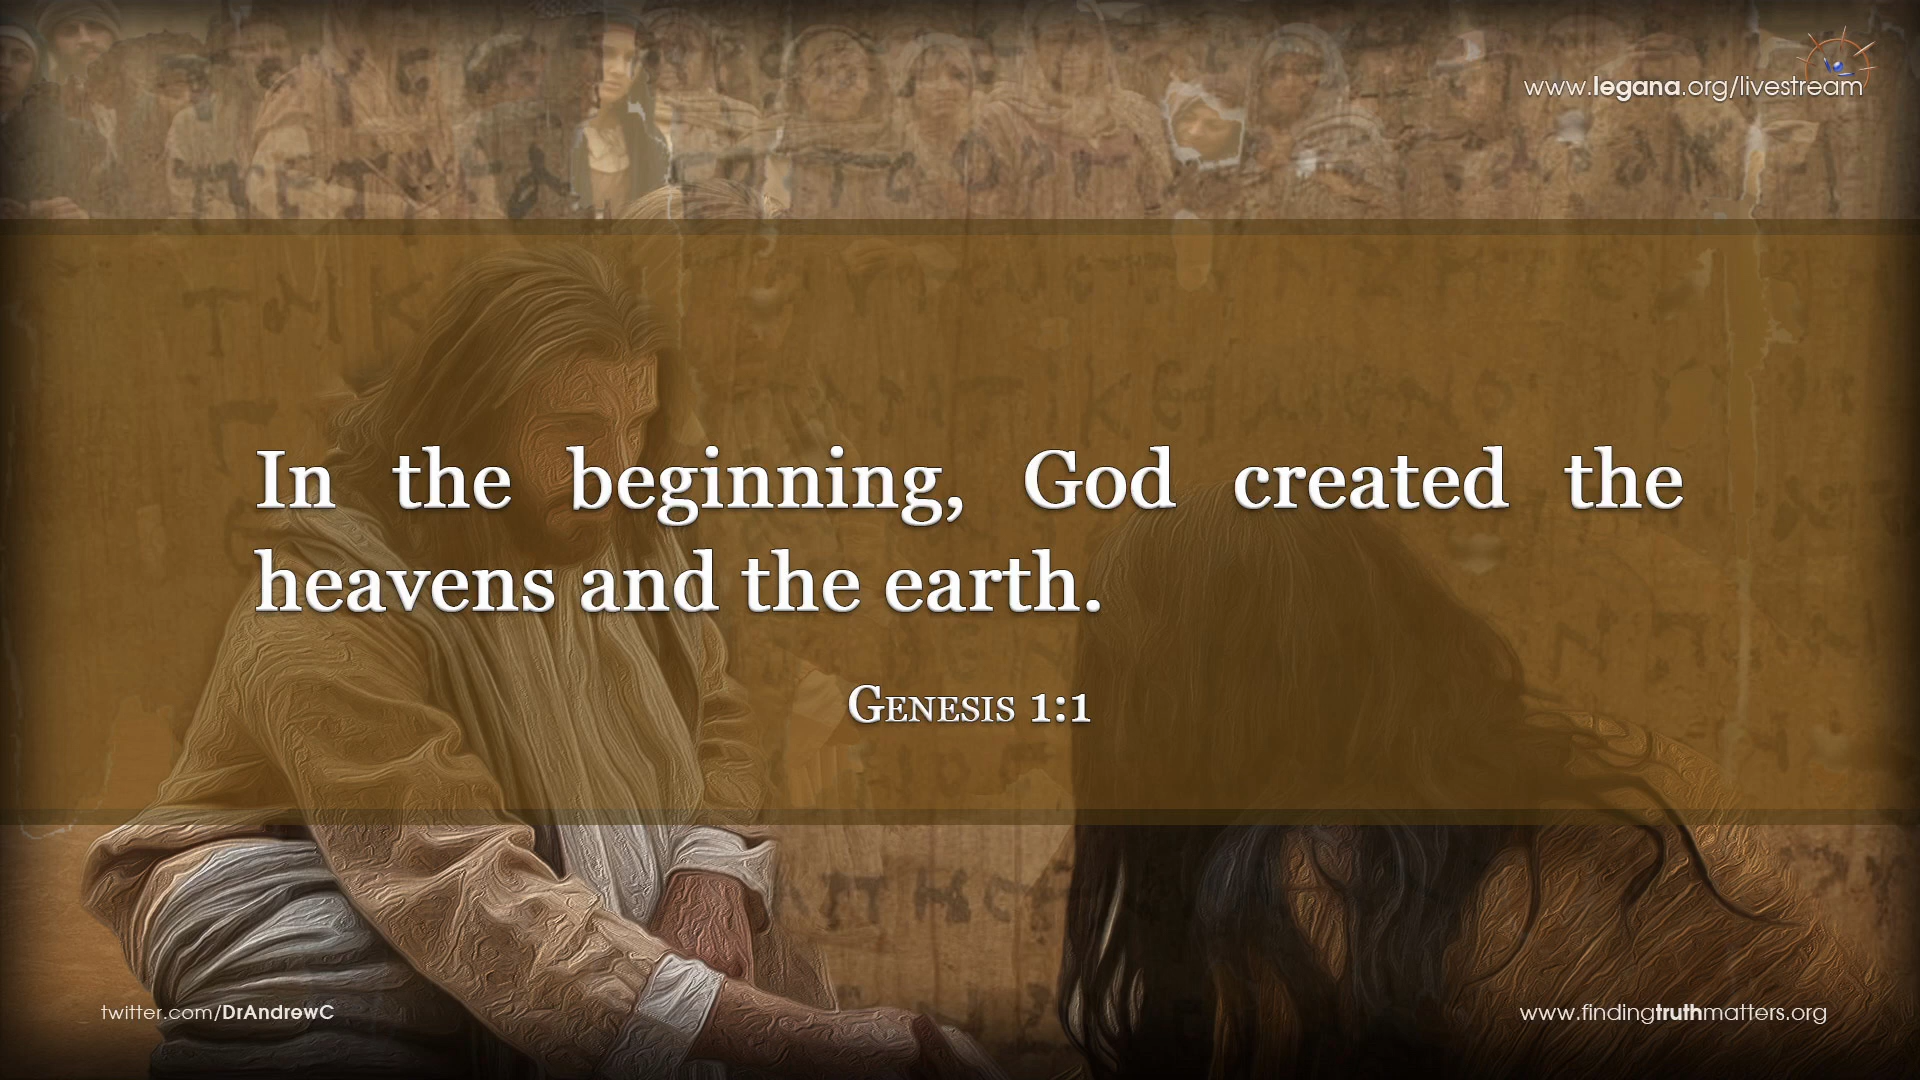 www.legana.org/livestream
In the beginning, God created the
heavens and the earth.
Genesis 1:1
twitter.com/DrAndrewC
www.findingtruthmatters.org